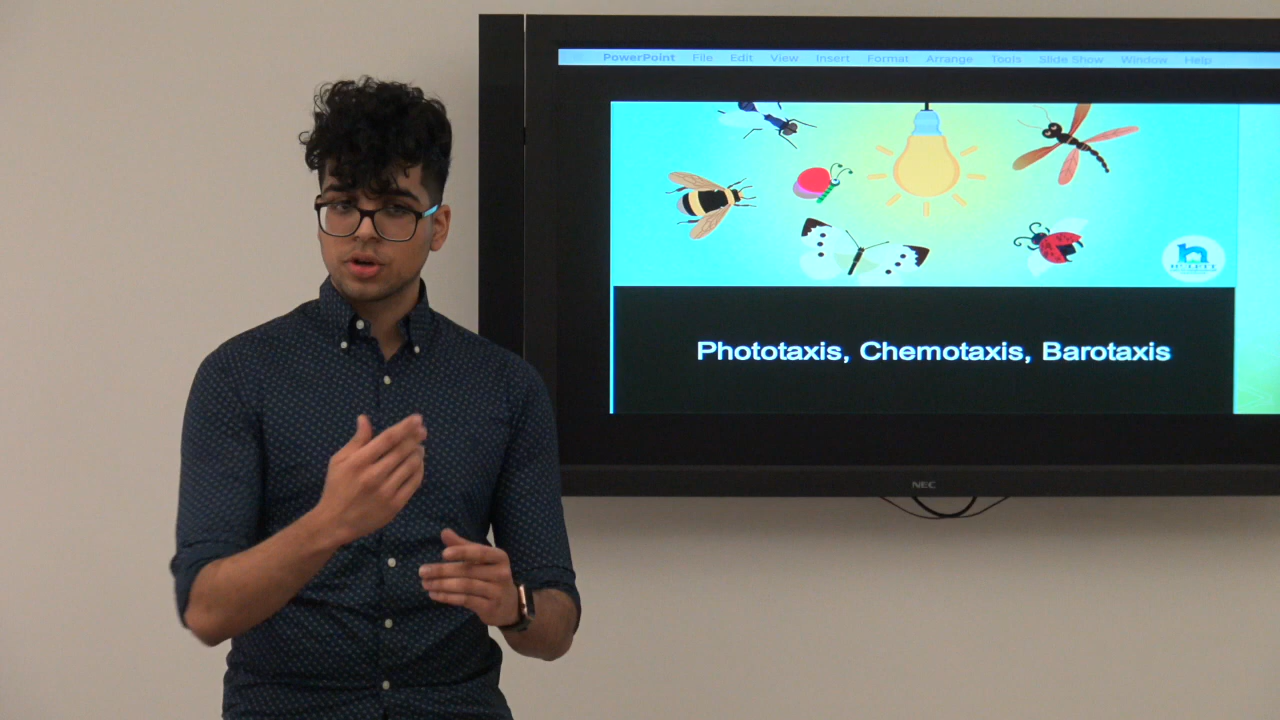 PowerPoint File Edit View Insert Format Arrange Tools Slide Show Window Help
Phototaxis, Chemotaxis, Barotaxis
NEC